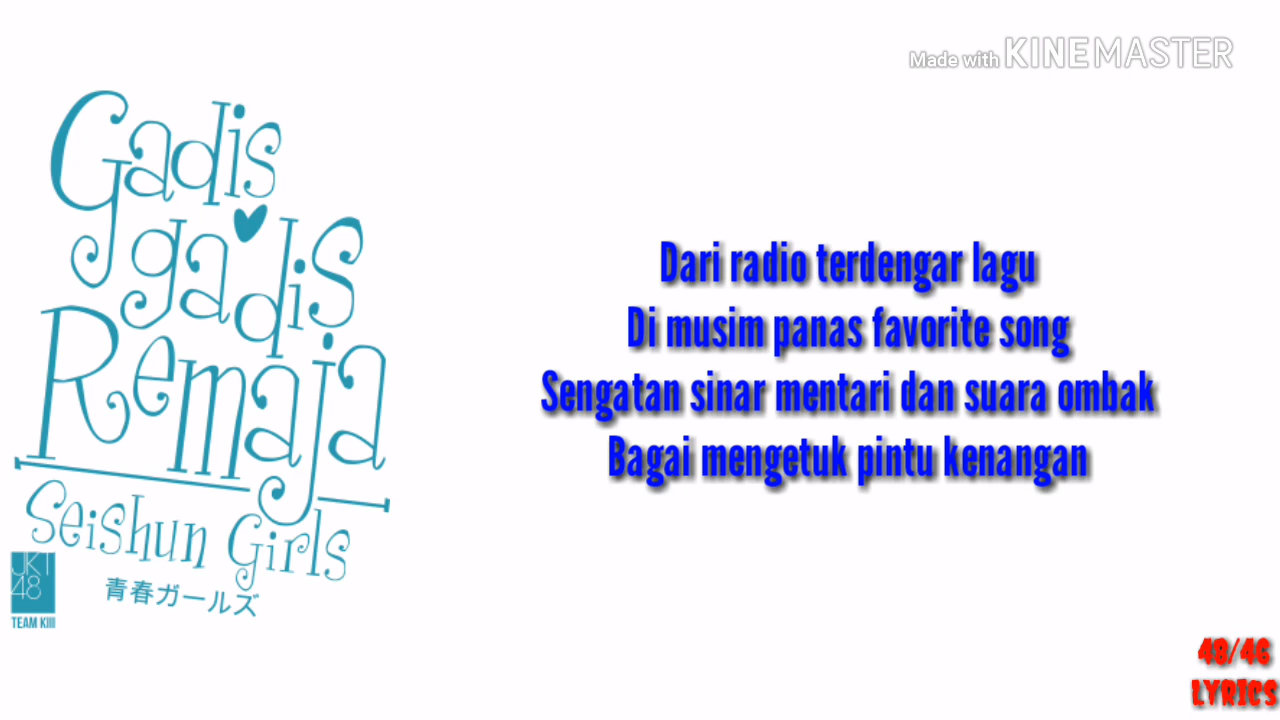 Made with KINEMASTER
Gadis
gadis
Remaja
Seishun Girls
青春ガールズ
JKT
48
TEAM KIII
Dari radio terdengar lagu
Di musim panas favorite song
Sengatan sinar mentari dan suara ombak
Bagai mengetuk pintu kenangan
48/46
LYRICS